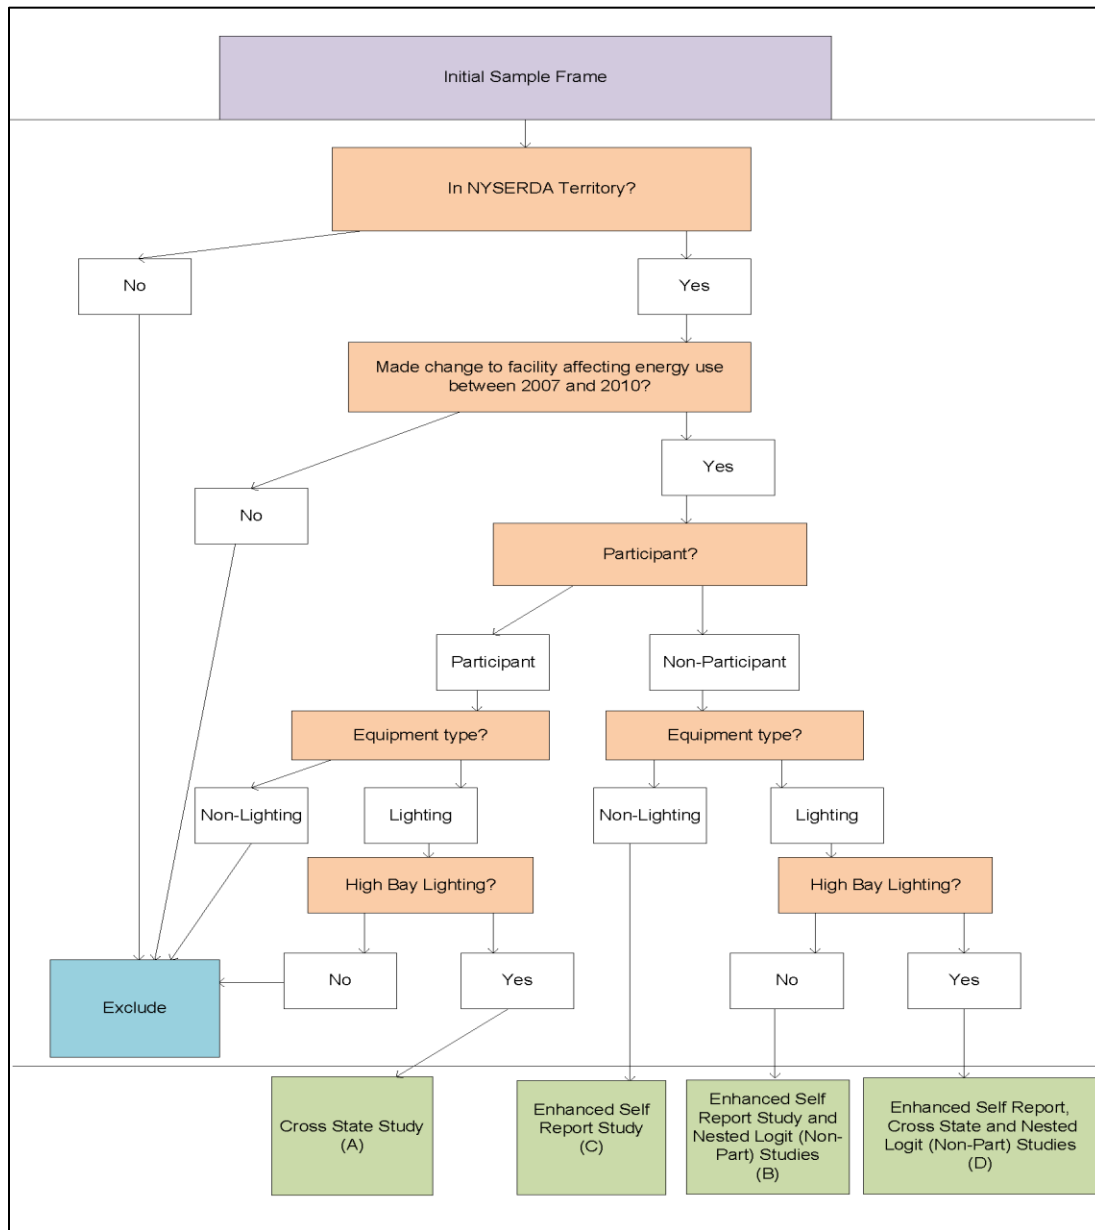 Initial Sample Frame
In NYSERDA Territory?
No
Yes
Made change to facility affecting energy use
between 2007 and 2010?
Yes
No
Participant?
Participant
Non-Participant
Equipment type?
Equipment type?
Non-Lighting
Lighting
Non-Lighting
Lighting
High Bay Lighting?
High Bay Lighting?
No
Yes
No
Yes
Exclude
Cross State Study
(A)
Enhanced Self
Report Study
(C)
Enhanced Self
Report Study and
Nested Logit (Non-
Part) Studies
(B)
Enhanced Self Report,
Cross State and Nested
Logit (Non-Part) Studies
(D)